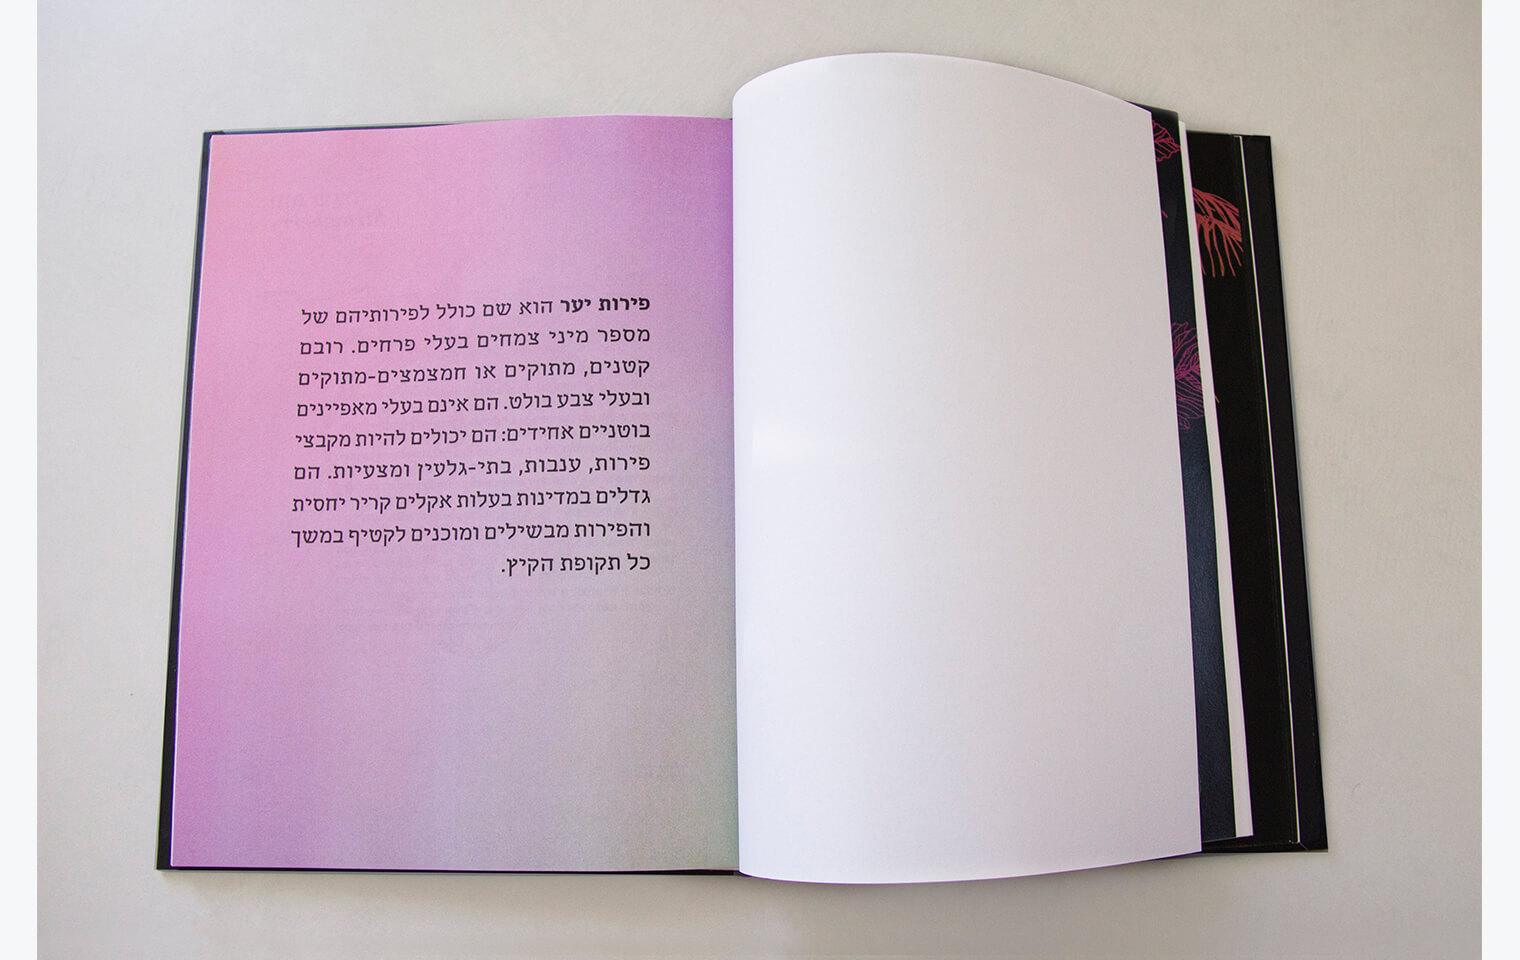 פירות יער הוא שם כולל לפירותיהם של
מספר מיני צמחים בעלי פרחים. רובם
קטנים, מתוקים או חמצמצים-מתוקים
ובעלי צבע בולט. הם אינם בעלי מאפיינים
בוטניים אחידים: הם יכולים להיות מקבצי
פירות, ענבות, בתי-גלעין ומצעיות. הם
גדלים במדינות בעלות אקלים קריר יחסית
והפירות מבשילים ומוכנים לקטיף במשך
כל תקופת הקיץ.